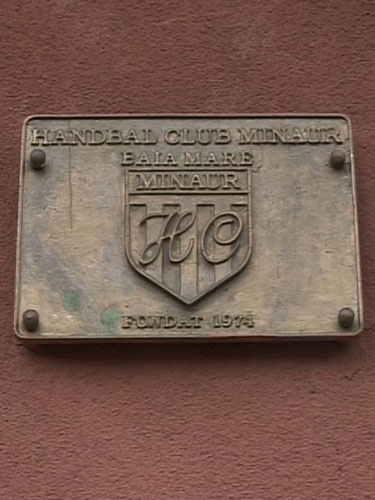 HANDBAL CLUB MINAUR
BAIA MARE
MINAUR
HC
FONDAT 1974